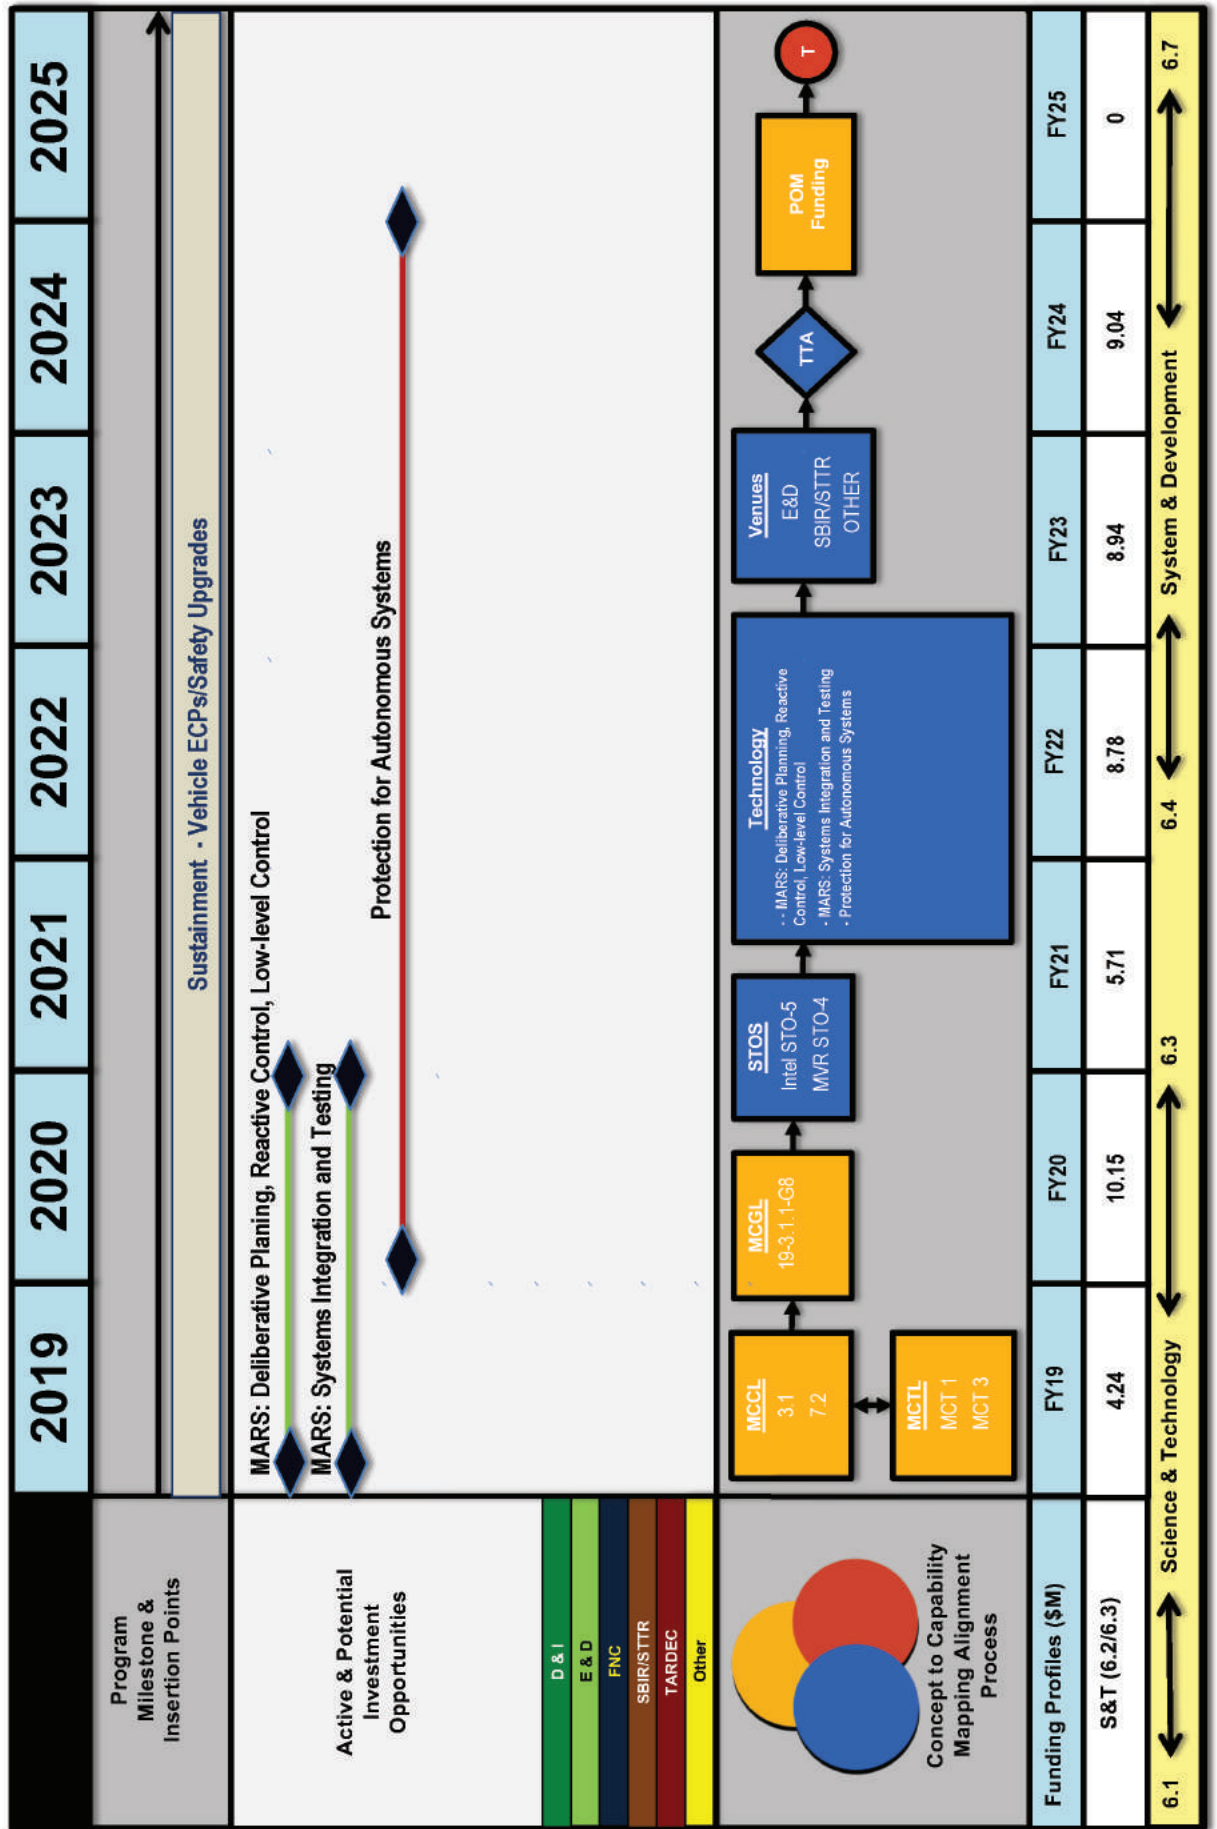 2019
2020
2021
2022
2023
2024
2025
Program
Milestone &
Insertion Points
Sustainment - Vehicle ECPs/Safety Upgrades
Active & Potential
Investment
Opportunities
MARS: Deliberative Planing, Reactive Control, Low-level Control
MARS: Systems Integration and Testing
Protection for Autonomous Systems
D & I
E & D
FNC
SBIR/STTR
TARDEC
Other
Concept to Capability
Mapping Alignment
Process
MCCL
3.1
7.2
MCTL
MCT 1
MCT 3
MCGL
19-3.1.1-G8
STOS
Intel STO-5
MVR STO-4
Technology
- - MARS: Deliberative Planning, Reactive
Control, Low-level Control
- MARS: Systems Integration and Testing
- Protection for Autonomous Systems
Venues
E&D
SBIR/STTR
OTHER
TTA
POM
Funding
T
Funding Profiles ($M)
FY19
FY20
FY21
FY22
FY23
FY24
FY25
S&T (6.2/6.3)
4.24
10.15
5.71
8.78
8.94
9.04
0
6.1
Science & Technology
6.3
6.4
System & Development
6.7